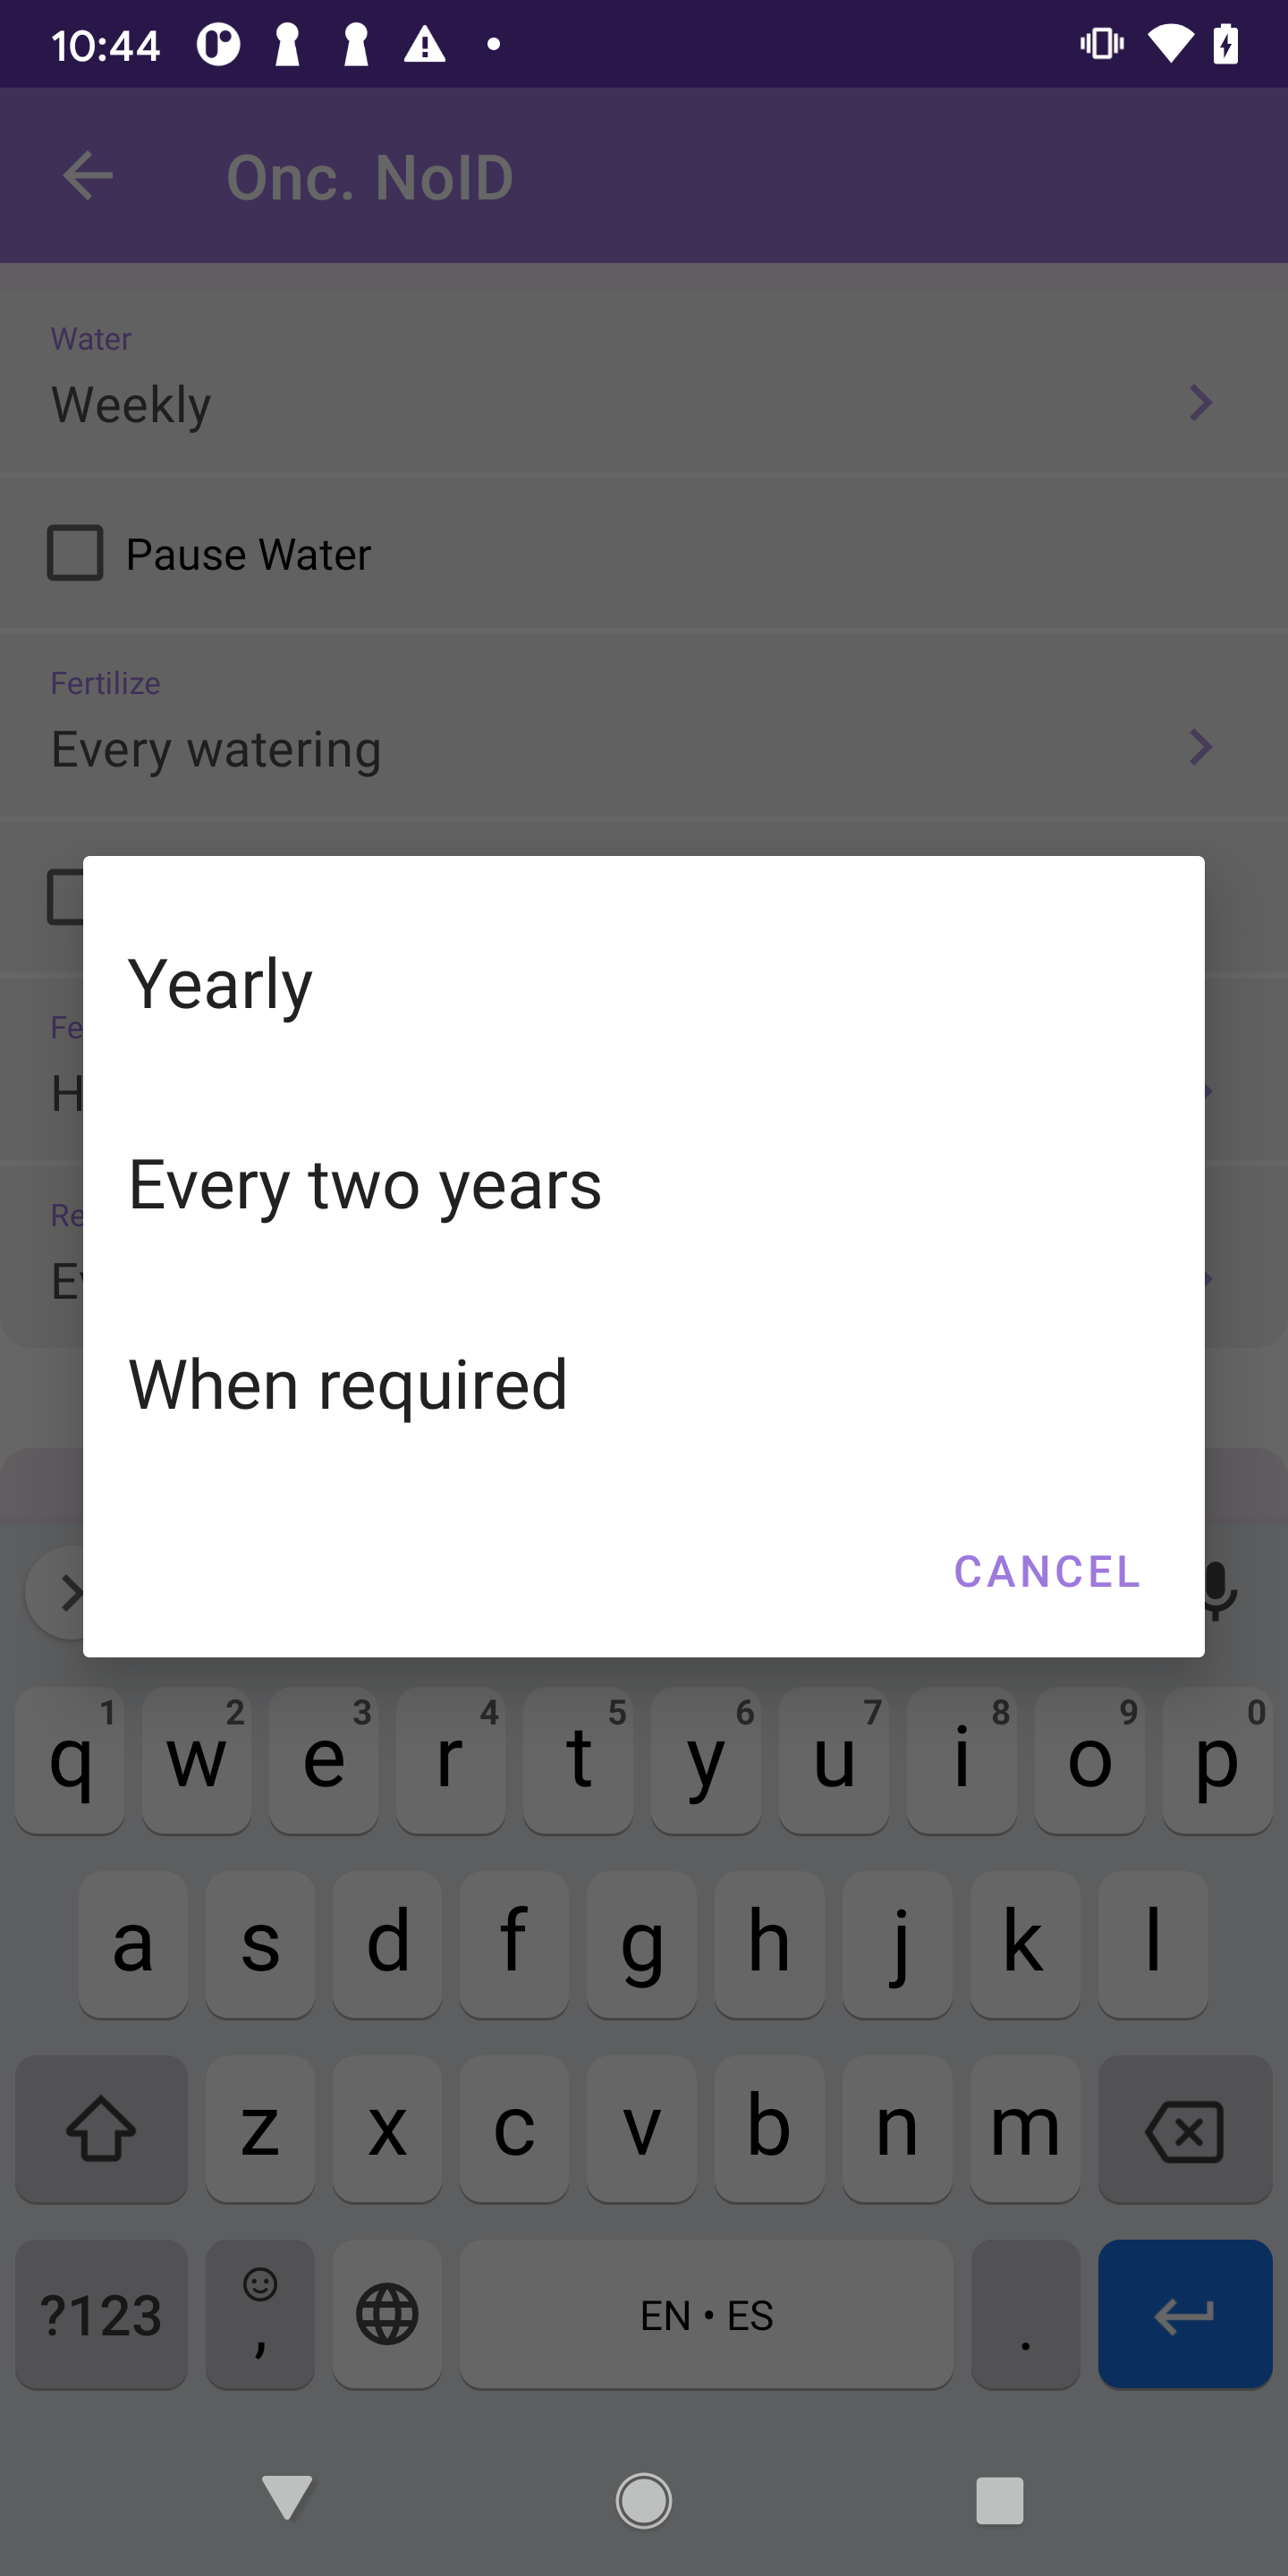 10:44
Onc. NoID
Water
Weekly
Pause Water
Fertilize
Every watering
Yearly
Fe
H
Every two years
Re
When required
CANCEL
1 2 3 4 5 6 7 8 9 0
q w e r t y u i o p
a s d f g h j k l
z x c v b n m
?123 , EN • ES .